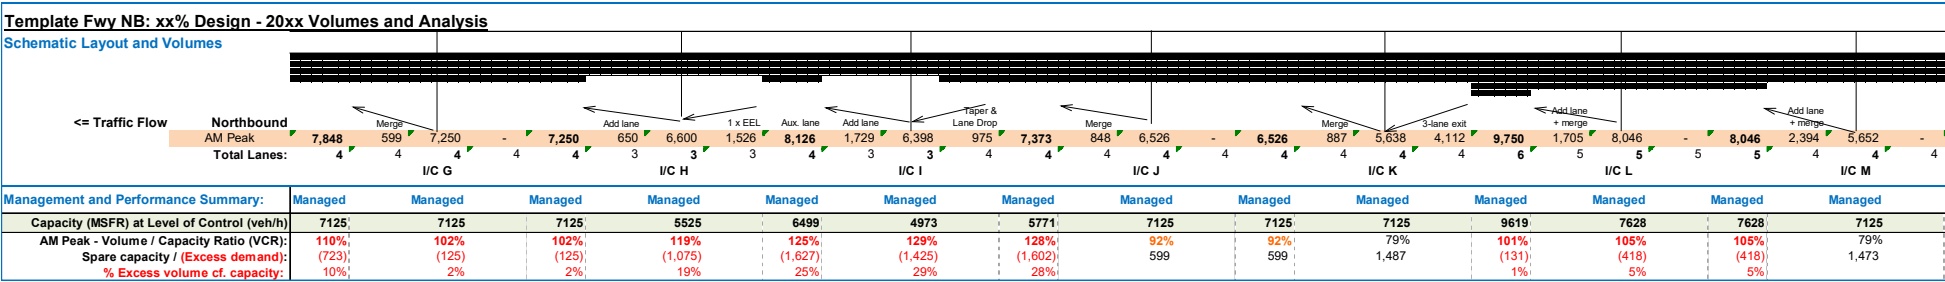 Template Fwy NB: xx% Design - 20xx Volumes and Analysis
Schematic Layout and Volumes
Taper &
Add lane
Add lane
<= Traffic Flow Northbound Merge Add lane 1 x EEL Aux. lane Add lane Lane Drop Merge Merge 3-lane exit + merge + merge
AM Peak 7,848 599 7,250 - 7,250 650 6,600 1,526 8,126 1,729 6,398 975 7,373 848 6,526 - 6,526 887 5,638 4,112 9,750 1,705 8,046 - 8,046 2,394 5,652 -
Total Lanes: 4 4 4 4 4 3 3 3 4 3 3 4 4 4 4 4 4 4 4 4 6 5 5 5 5 4 4 4
I/C G I/C H I/C I I/C J I/C K I/C L I/C M
Management and Performance Summary: Managed Managed Managed Managed Managed Managed Managed Managed Managed Managed Managed Managed Managed Managed
Capacity (MSFR) at Level of Control (veh/h) 7125 7125 7125 5525 6499 4973 5771 7125 7125 7125 9619 7628 7628 7125
AM Peak - Volume / Capacity Ratio (VCR): 110% 102% 102% 119% 125% 129% 128% 92% 92% 79% 101% 105% 105% 79%
Spare capacity / (Excess demand): (723) (125) (125) (1,075) (1,627) (1,425) (1,602) 599 599 1,487 (131) (418) (418) 1,473
% Excess volume cf. capacity: 10% 2% 2% 19% 25% 29% 28% 1% 5% 5%